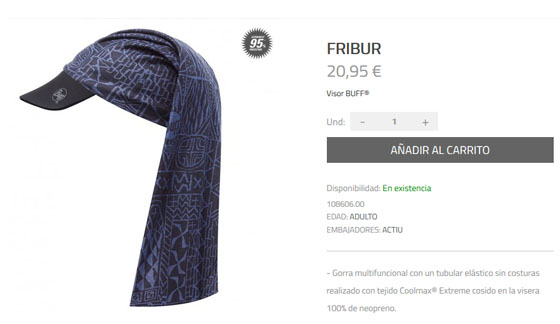 95%
FRIBUR
20,95 €
Visor BUFF®
Und: - 1 +
AÑADIR AL CARRITO
Disponibilidad: En existencia
108606.00
EDAD: ADULTO
EMBAJADORES: ACTIU
- Gorra multifuncional con un tubular elástico sin costuras
realizado con tejido Coolmax® Extreme cosido en la visera
100% de neopreno.